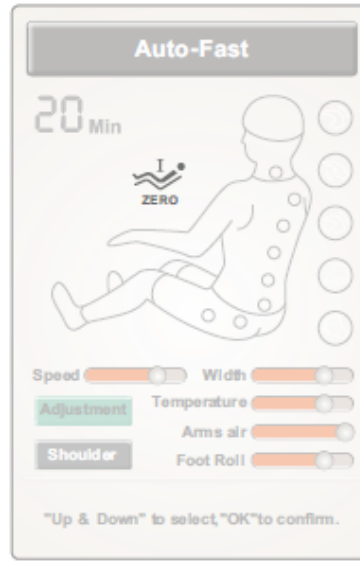 Auto-Fast
20 Min
I
ZERO
Speed Width
Adjustment Temperature
Arms air
Shoulder Foot Roll
"Up & Down" to select,"OK"to confirm.